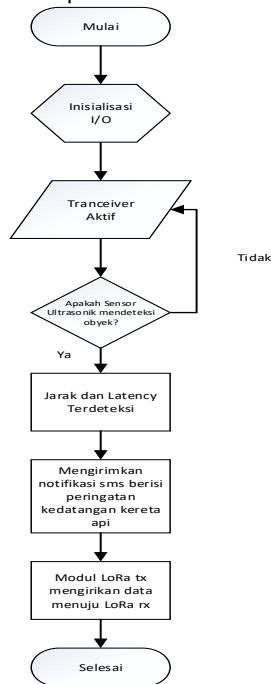 Mulai
Inisialisasi
I/O
Tranceiver
Aktif
Tidak
Apakah Sensor
Ultrasonik mendeteksi
obyek?
Ya
Jarak dan Latency
Terdeteksi
Mengirimkan
notifikasi sms berisi
peringatan
kedatangan kereta
api
Modul LoRa tx
mengirikan data
menuju LoRa rx
Selesai